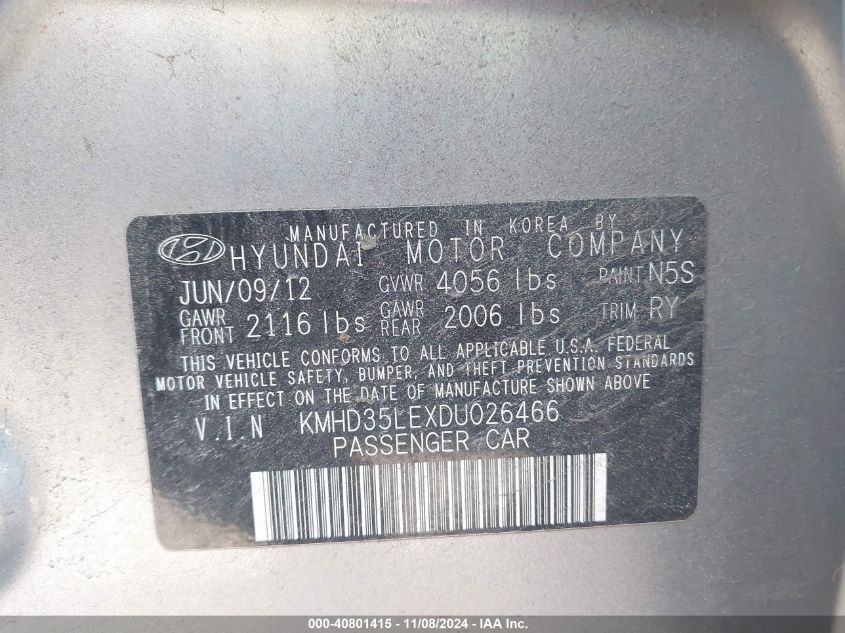 MANUFACTURED IN KOREA BY
HYUNDAI MOTOR COMPANY
JUN/09/12 GVWR 4056 lbs PAINT N5S
GAWR FRONT 2116 lbs GAWR REAR 2006 lbs TRIM RY
THIS VEHICLE CONFORMS TO ALL APPLICABLE U.S.A. FEDERAL
MOTOR VEHICLE SAFETY, BUMPER, AND THEFT PREVENTION STANDARDS
IN EFFECT ON THE DATE OF MANUFACTURE SHOWN ABOVE
V.I.N KMHD35LEXDU026466
PASSENGER CAR
000-40801415 - 11/08/2024 - IAA Inc.